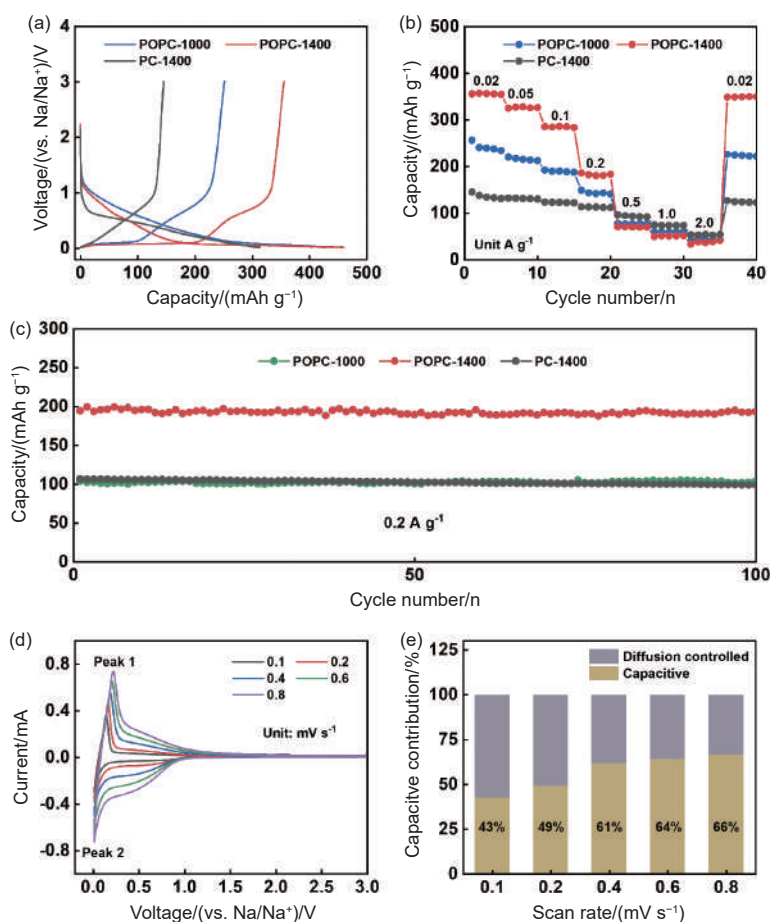 (a)
POPC-1000 POPC-1400
PC-1400
Voltage/(vs. Na/Na⁺)/V
4
3
2
1
0
0 100 200 300 400 500
Capacity/(mAh g⁻¹)
(b)
POPC-1000 POPC-1400
PC-1400
Capacity/(mAh g⁻¹)
500
400
300
200
100
0
0.02 0.05 0.1 0.2 0.5 1.0 2.0 0.02
Unit A g⁻¹
0 10 20 30 40
Cycle number/n
(c)
POPC-1000 POPC-1400 PC-1400
Capacity/(mAh g⁻¹)
300
250
200
150
100
50
0
0.2 A g⁻¹
0 50 100
Cycle number/n
(d)
Peak 1
0.1 0.2
0.4 0.6
0.8
Unit: mV s⁻¹
Current/mA
0.8
0.4
0.0
-0.4
-0.8
Peak 2
0.0 0.5 1.0 1.5 2.0 2.5 3.0
Voltage/(vs. Na/Na⁺)/V
(e)
Diffusion controlled
Capacitive
Capacitve contribution/%
125
100
75
50
25
0
43% 49% 61% 64% 66%
0.1 0.2 0.4 0.6 0.8
Scan rate/(mV s⁻¹)